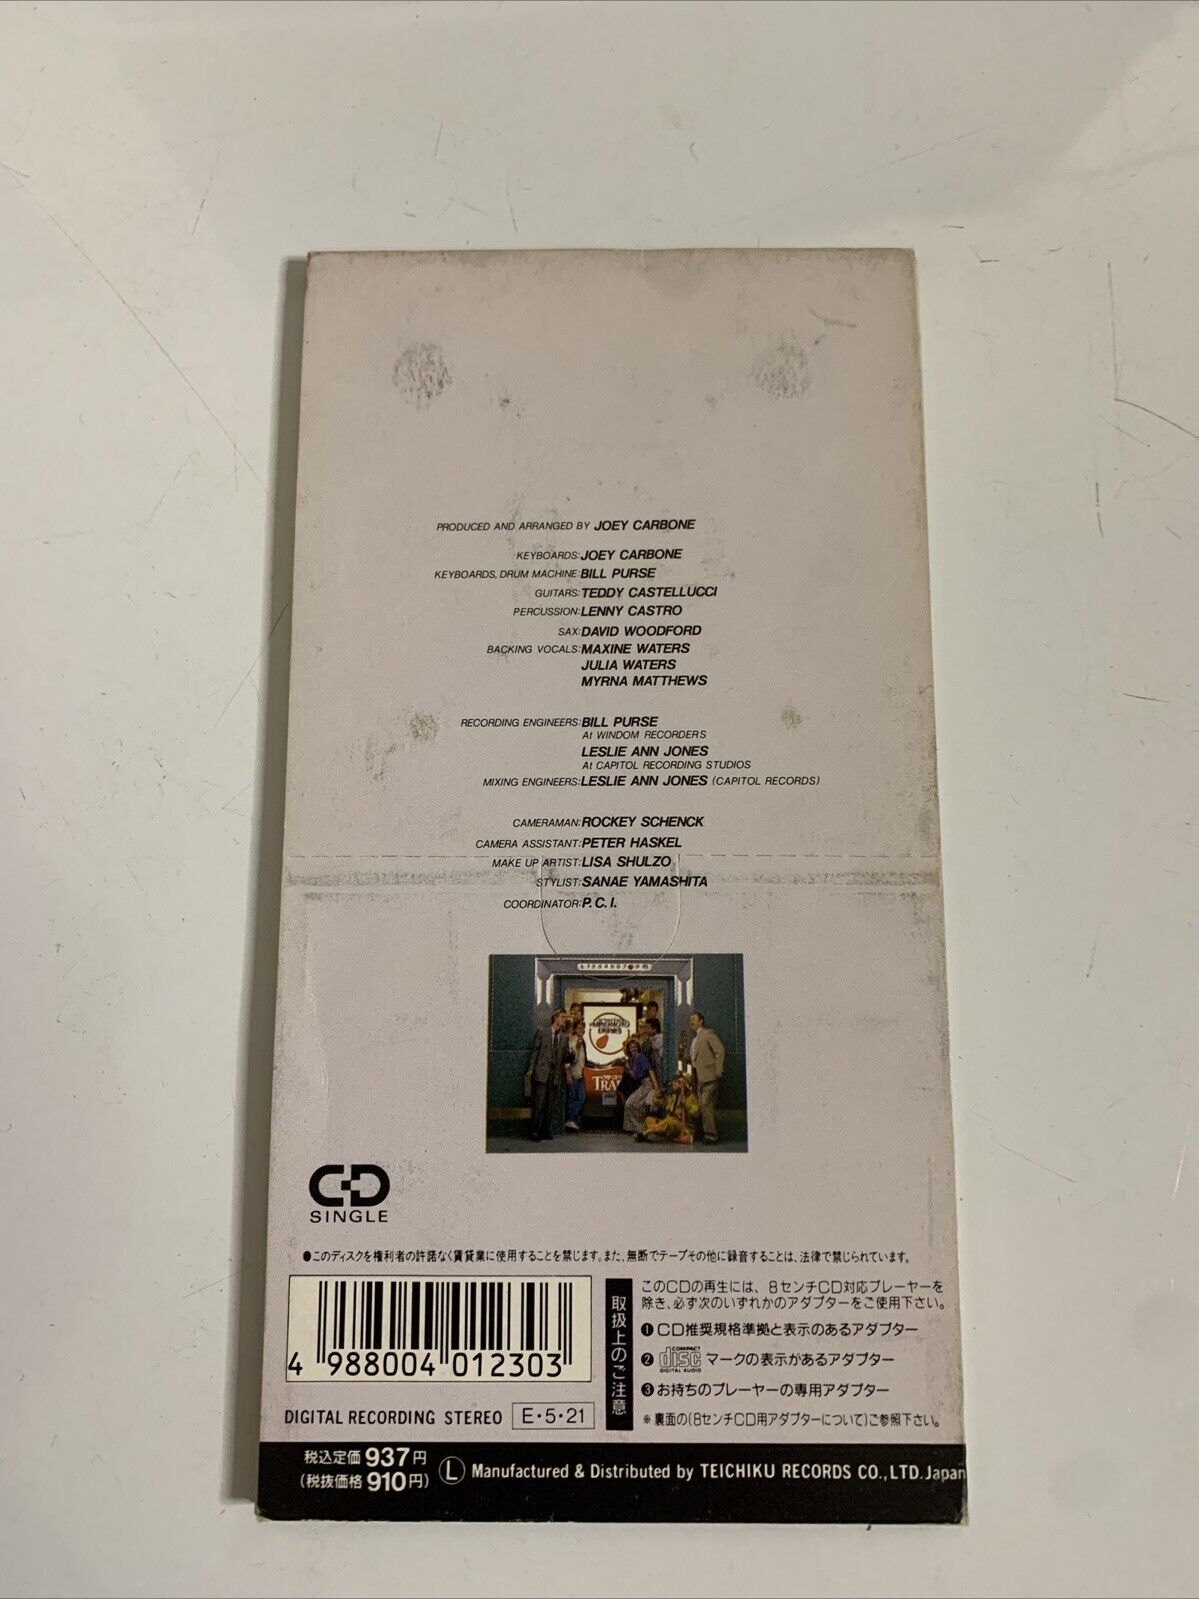 PRODUCED AND ARRANGED BY JOEY CARBONE
KEYBOARDS: JOEY CARBONE
KEYBOARDS, DRUM MACHINE: BILL PURSE
GUITARS: TEDDY CASTELLUCCI
PERCUSSION: LENNY CASTRO
SAX: DAVID WOODFORD
BACKING VOCALS: MAXINE WATERS
JULIA WATERS
MYRNA MATTHEWS
RECORDING ENGINEERS: BILL PURSE
At WINDOM RECORDERS
LESLIE ANN JONES
At CAPITOL RECORDING STUDIOS
MIXING ENGINEERS: LESLIE ANN JONES (CAPITOL RECORDS)
CAMERAMAN: ROCKEY SCHENCK
CAMERA ASSISTANT: PETER HASKEL
MAKE UP ARTIST: LISA SHULZO
STYLIST: SANAE YAMASHITA
COORDINATOR: P.C.I.
CD
SINGLE
●このディスクを権利者の許諾なく賃貸業に使用することを禁じます。また、無断でテープその他に録音することは、法律で禁じられています。
4 988004 012303
DIGITAL RECORDING STEREO E・5・21
取扱上のご注意
このCDの再生には、8センチCD対応プレーヤーを
除き、必ず次のいずれかのアダプターをご使用下さい。
❶CD推奨規格準拠と表示のあるアダプター
❷COMPACT disc DIGITAL AUDIO マークの表示があるアダプター
❸お持ちのプレーヤーの専用アダプター
※裏面の(8センチCD用アダプターについて)ご参照下さい。
税込定価 937円
(税抜価格 910円)
Ⓛ Manufactured & Distributed by TEICHIKU RECORDS CO.,LTD. Japan